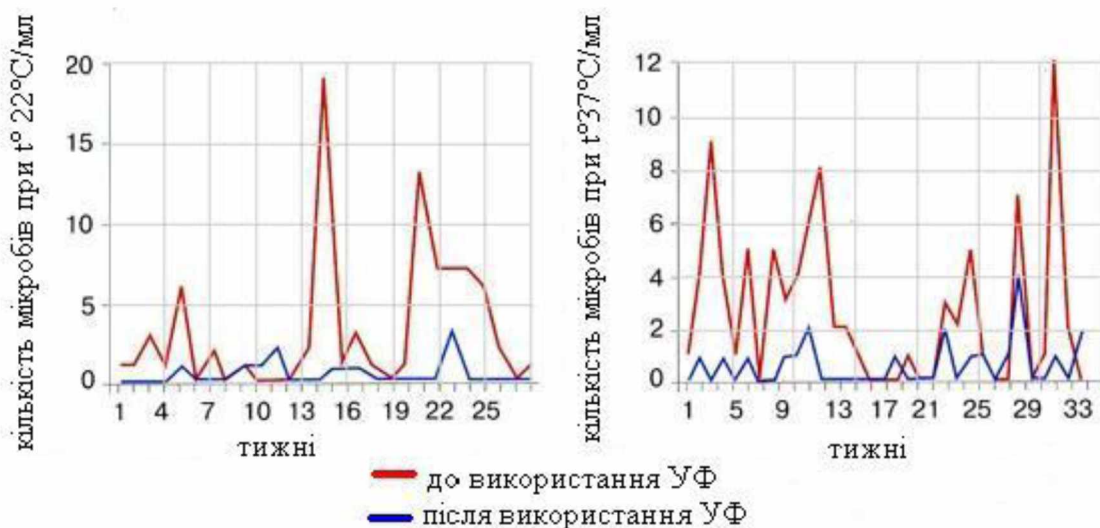 кількість мікробів при t° 22°С/мл
20
15
10
5
0
1 4 7 10 13 16 19 22 25
тижні
кількість мікробів при t°37°С/мл
12
10
8
6
4
2
0
1 5 9 13 17 21 25 29 33
тижні
до використання УФ
після використання УФ